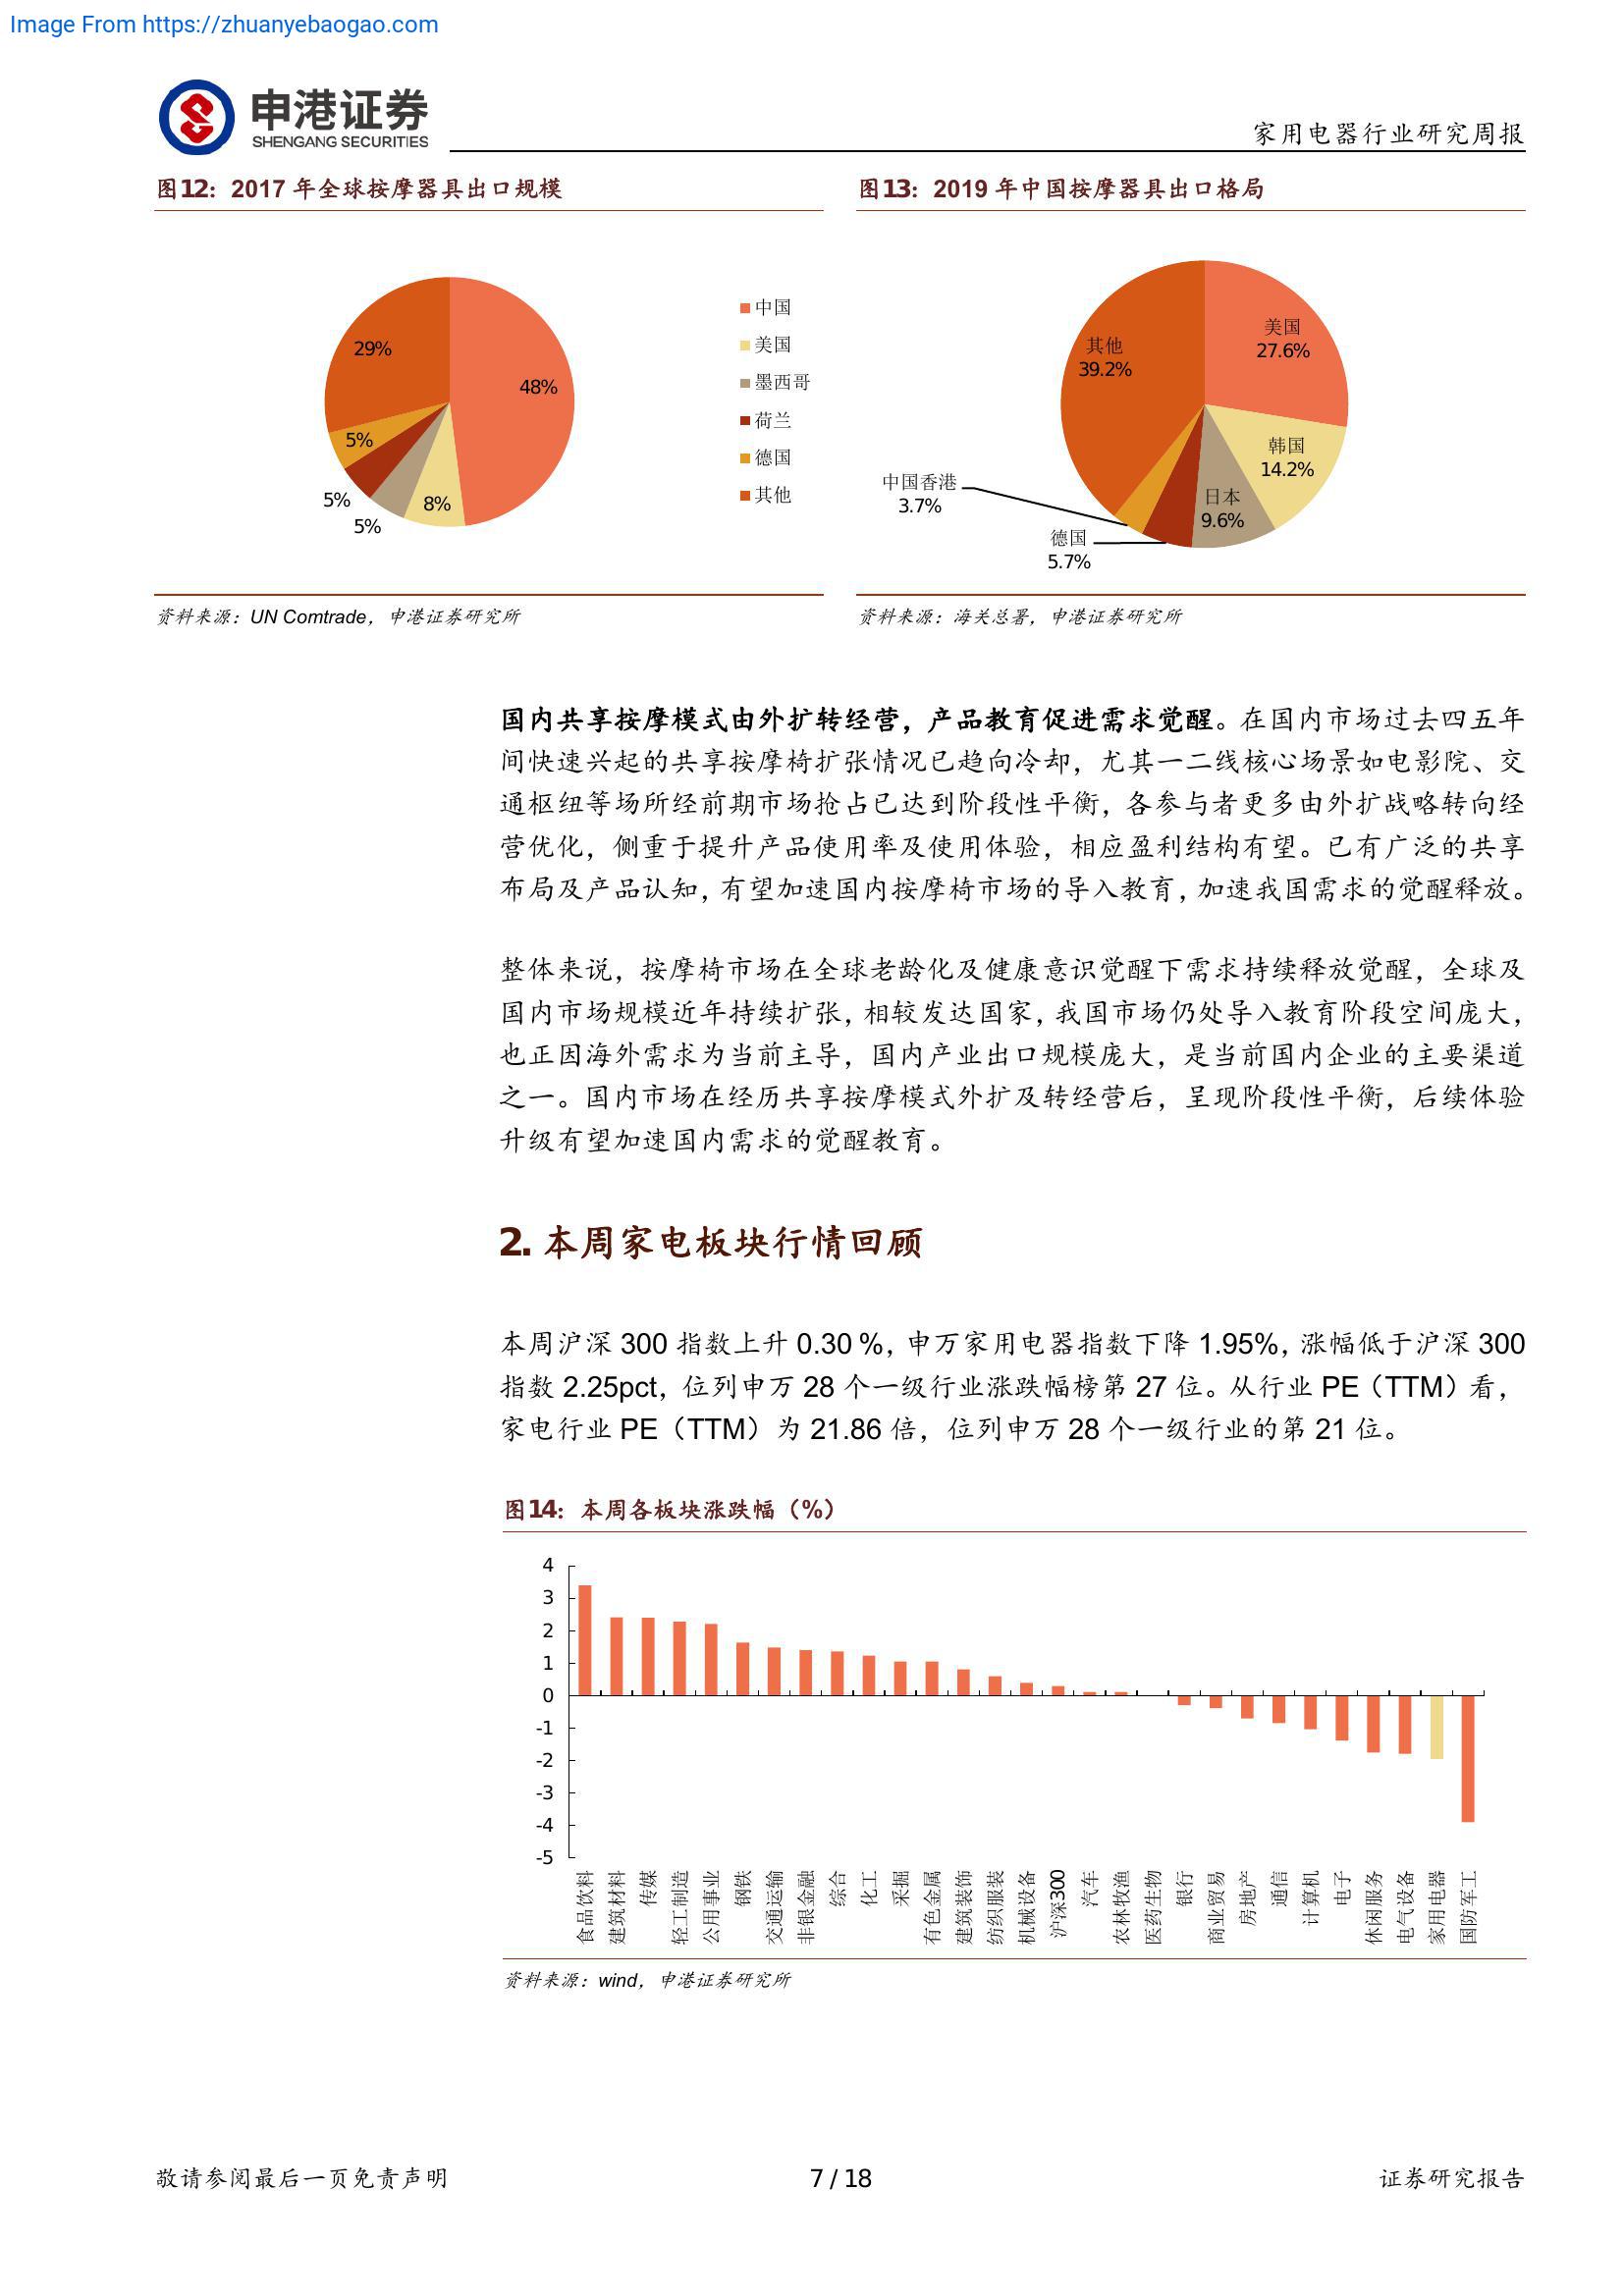 Image From https://zhuanyebaogao.com
申港证券
SHENGANG SECURITIES
家用电器行业研究周报
图12：2017 年全球按摩器具出口规模
48%
8%
5%
5%
5%
29%
中国
美国
墨西哥
荷兰
德国
其他
资料来源：UN Comtrade，申港证券研究所
图13：2019 年中国按摩器具出口格局
美国
27.6%
韩国
14.2%
日本
9.6%
德国
5.7%
中国香港
3.7%
其他
39.2%
资料来源：海关总署，申港证券研究所
国内共享按摩模式由外扩转经营，产品教育促进需求觉醒。在国内市场过去四五年
间快速兴起的共享按摩椅扩张情况已趋向冷却，尤其一二线核心场景如电影院、交
通枢纽等场所经前期市场抢占已达到阶段性平衡，各参与者更多由外扩战略转向经
营优化，侧重于提升产品使用率及使用体验，相应盈利结构有望。已有广泛的共享
布局及产品认知，有望加速国内按摩椅市场的导入教育，加速我国需求的觉醒释放。
整体来说，按摩椅市场在全球老龄化及健康意识觉醒下需求持续释放觉醒，全球及
国内市场规模近年持续扩张，相较发达国家，我国市场仍处导入教育阶段空间庞大，
也正因海外需求为当前主导，国内产业出口规模庞大，是当前国内企业的主要渠道
之一。国内市场在经历共享按摩模式外扩及转经营后，呈现阶段性平衡，后续体验
升级有望加速国内需求的觉醒教育。
2. 本周家电板块行情回顾
本周沪深 300 指数上升 0.30 %，申万家用电器指数下降 1.95%，涨幅低于沪深 300
指数 2.25pct，位列申万 28 个一级行业涨跌幅榜第 27 位。从行业 PE（TTM）看，
家电行业 PE（TTM）为 21.86 倍，位列申万 28 个一级行业的第 21 位。
图14：本周各板块涨跌幅（%）
4
3
2
1
0
-1
-2
-3
-4
-5
食品饮料
建筑材料
传媒
轻工制造
公用事业
钢铁
交通运输
非银金融
综合
化工
采掘
有色金属
建筑装饰
纺织服装
机械设备
沪深300
汽车
农林牧渔
医药生物
银行
商业贸易
房地产
通信
计算机
电子
休闲服务
电气设备
家用电器
国防军工
资料来源：wind，申港证券研究所
敬请参阅最后一页免责声明
7 / 18
证券研究报告